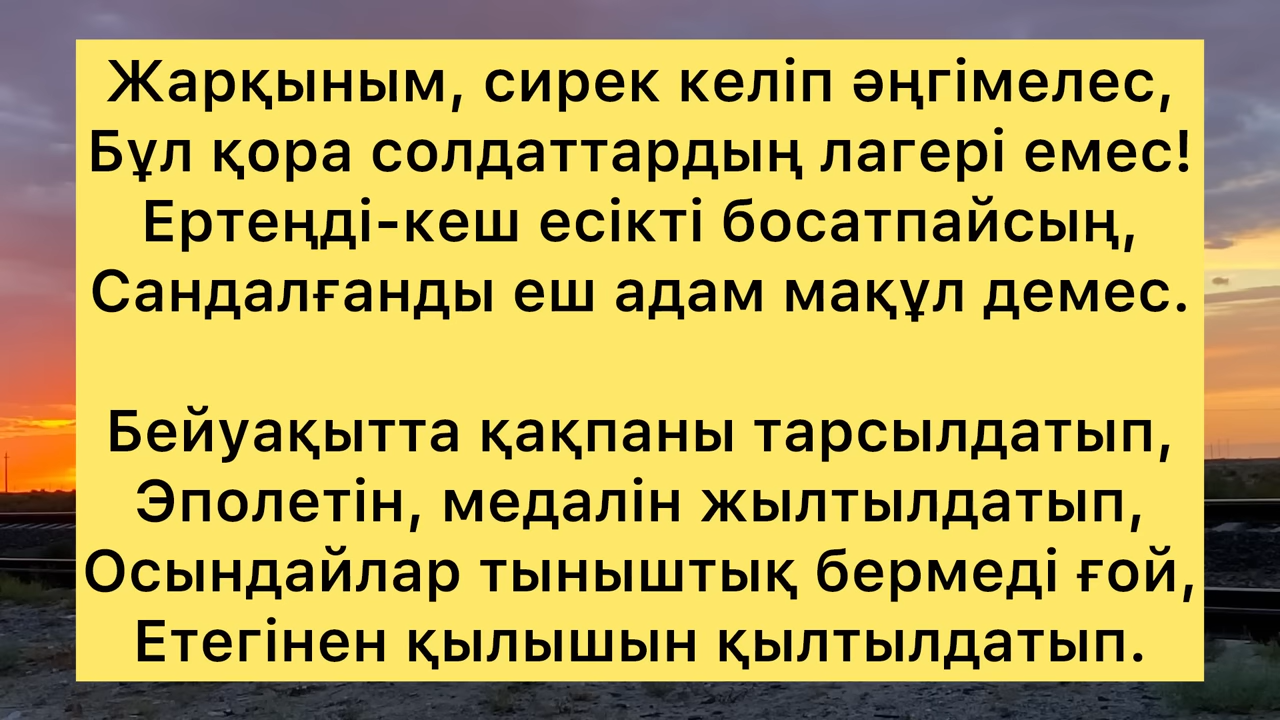 Жарқыным, сирек келіп әңгімелес,
Бұл қора солдаттардың лагері емес!
Ертеңді-кеш есікті босатпайсың,
Сандалғанды еш адам мақұл демес.
Бейуақытта қақпаны тарсылдатып,
Эполетін, медалін жылтылдатып,
Осындайлар тыныштық бермеді ғой,
Етегінен қылышын қылтылдатып.